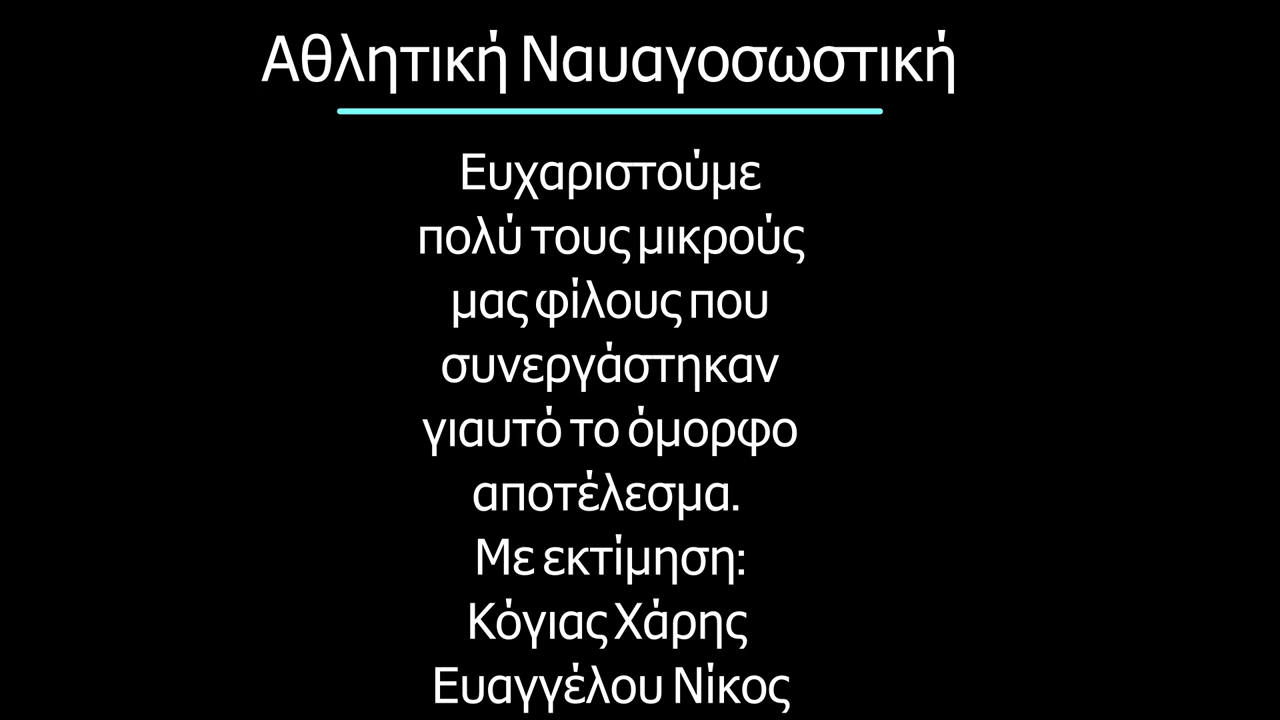 Αθλητική Ναυαγοσωστική
Ευχαριστούμε
πολύ τους μικρούς
μας φίλους που
συνεργάστηκαν
γιαυτό το όμορφο
αποτέλεσμα.
Με εκτίμηση:
Κόγιας Χάρης
Ευαγγέλου Νίκος